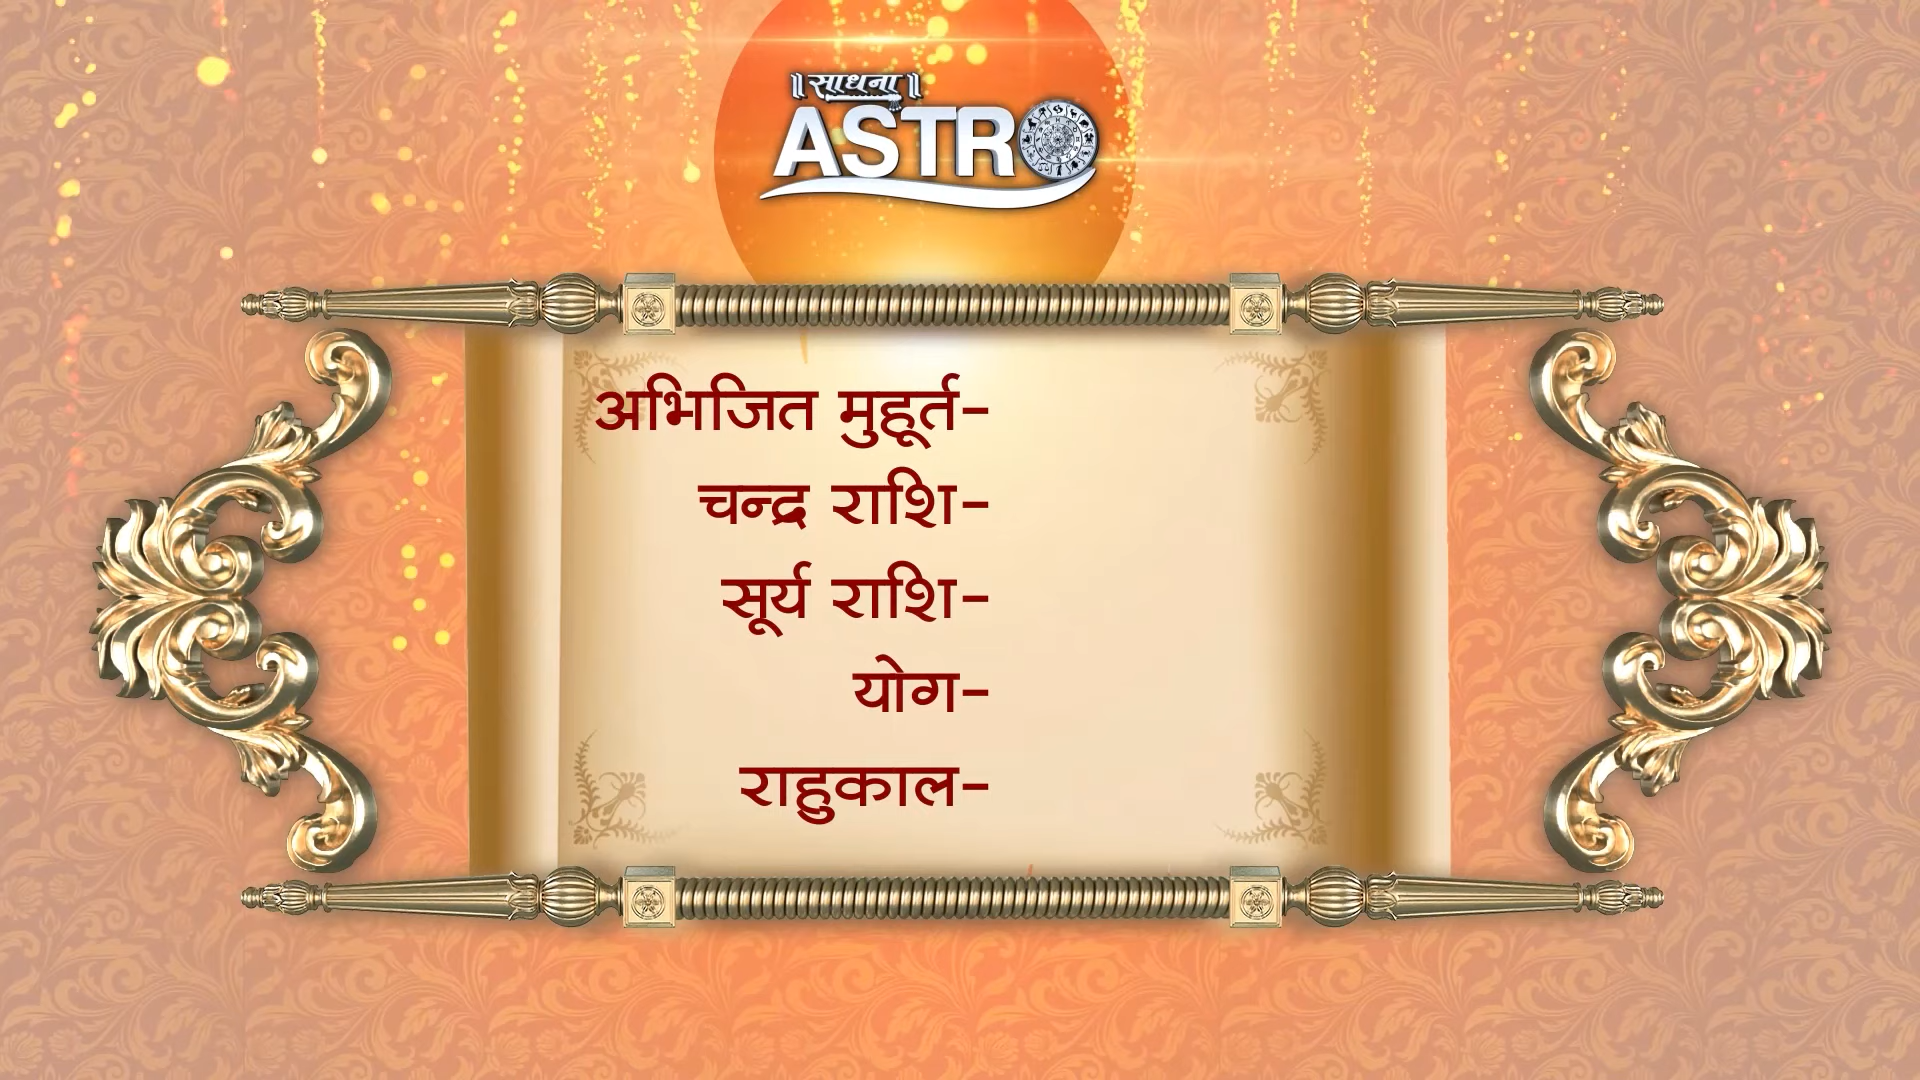 ॥साधना॥
ASTRO
अभिजित मुहूर्त-
चन्द्र राशि-
सूर्य राशि-
योग-
राहुकाल-